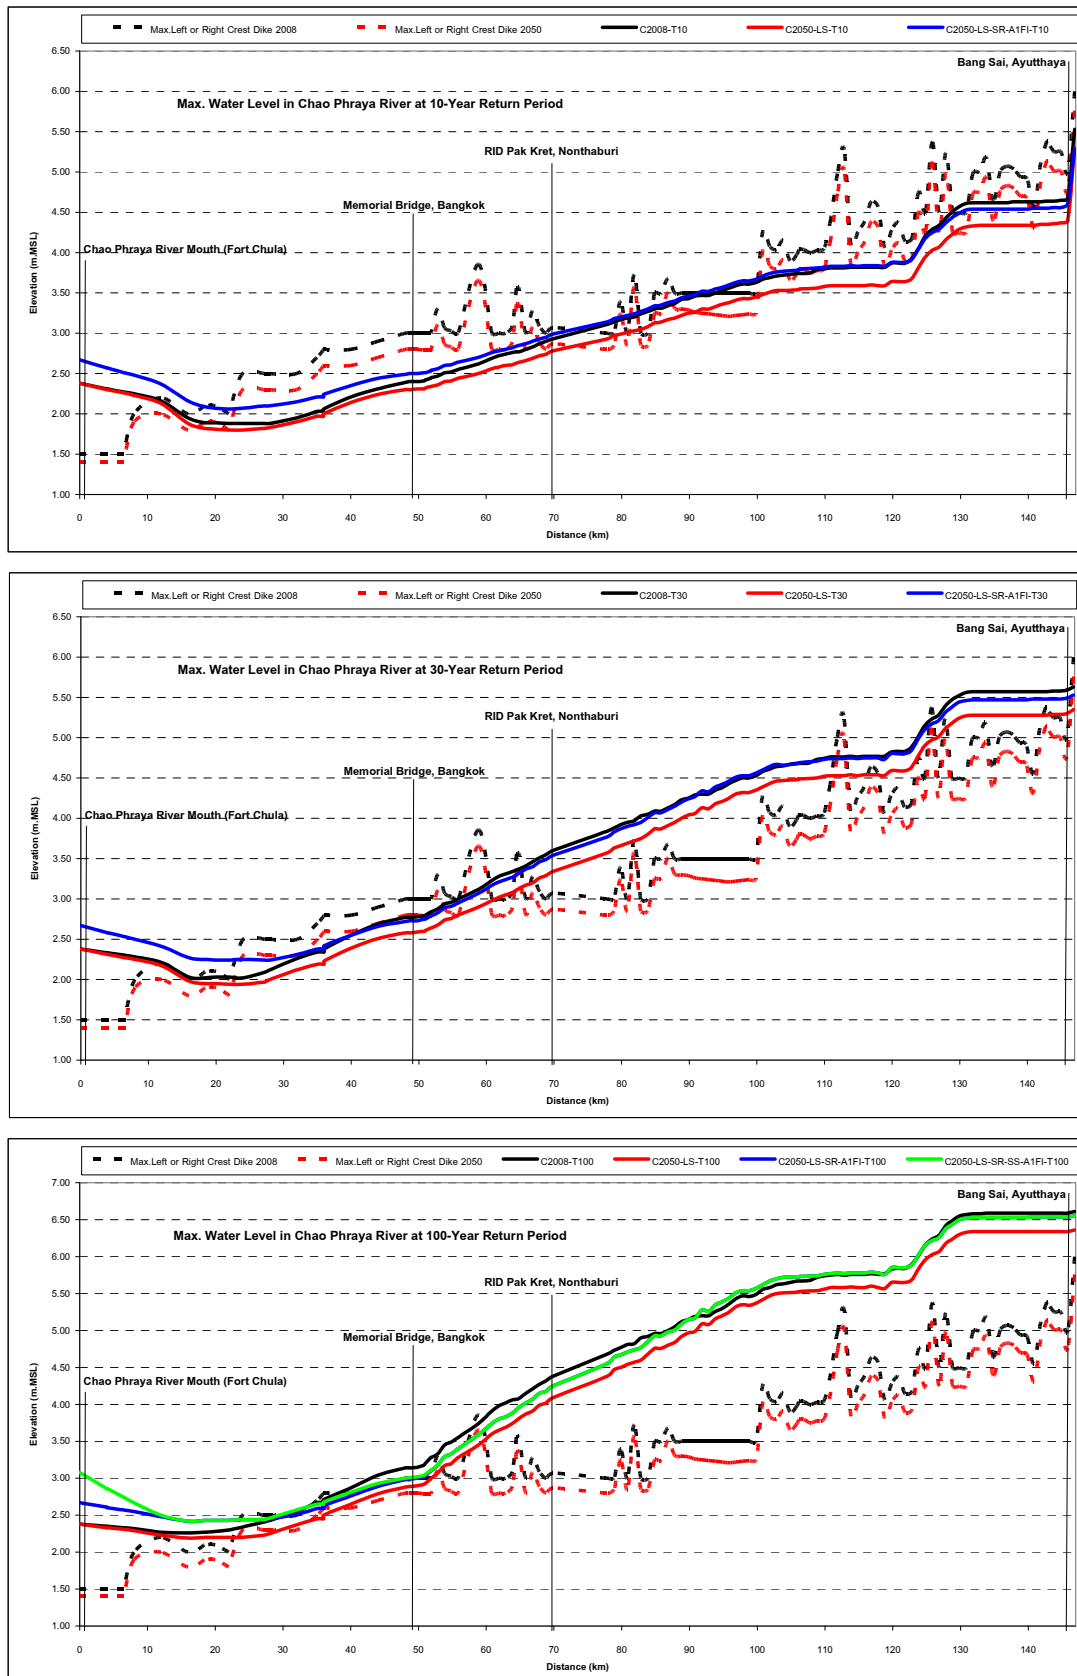 Max.Left or Right Crest Dike 2008 Max.Left or Right Crest Dike 2050 C2008-T10 C2050-LS-T10 C2050-LS-SR-A1FI-T10
6.50
Bang Sai, Ayutthaya
6.00
Max. Water Level in Chao Phraya River at 10-Year Return Period
5.50
RID Pak Kret, Nonthaburi
5.00
Memorial Bridge, Bangkok
4.50
Chao Phraya River Mouth (Fort Chula)
4.00
3.50
3.00
2.50
2.00
1.50
1.00
Elevation (m.MSL)
0 10 20 30 40 50 60 70 80 90 100 110 120 130 140
Distance (km)
Max.Left or Right Crest Dike 2008 Max.Left or Right Crest Dike 2050 C2008-T30 C2050-LS-T30 C2050-LS-SR-A1FI-T30
6.50
Bang Sai, Ayutthaya
6.00
Max. Water Level in Chao Phraya River at 30-Year Return Period
5.50
RID Pak Kret, Nonthaburi
5.00
Memorial Bridge, Bangkok
4.50
Chao Phraya River Mouth (Fort Chula)
4.00
3.50
3.00
2.50
2.00
1.50
1.00
Elevation (m.MSL)
0 10 20 30 40 50 60 70 80 90 100 110 120 130 140
Distance (km)
Max.Left or Right Crest Dike 2008 Max.Left or Right Crest Dike 2050 C2008-T100 C2050-LS-T100 C2050-LS-SR-A1FI-T100 C2050-LS-SR-SS-A1FI-T100
7.00
Bang Sai, Ayutthaya
6.50
Max. Water Level in Chao Phraya River at 100-Year Return Period
6.00
RID Pak Kret, Nonthaburi
5.50
5.00
Memorial Bridge, Bangkok
4.50
Chao Phraya River Mouth (Fort Chula)
4.00
3.50
3.00
2.50
2.00
1.50
1.00
Elevation (m.MSL)
0 10 20 30 40 50 60 70 80 90 100 110 120 130 140
Distance (km)